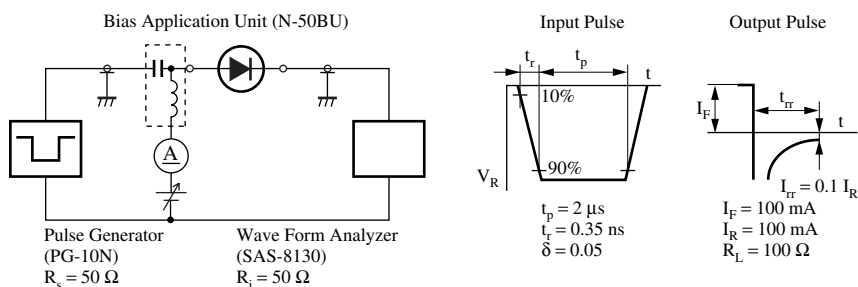 Bias Application Unit (N-50BU)
A
Pulse Generator
(PG-10N)
R_s = 50 Ω
Wave Form Analyzer
(SAS-8130)
R_i = 50 Ω
Input Pulse
t_r t_p t
10%
90%
V_R
t_p = 2 μs
t_r = 0.35 ns
δ = 0.05
Output Pulse
I_F t_rr t
I_rr = 0.1 I_R
I_F = 100 mA
I_R = 100 mA
R_L = 100 Ω